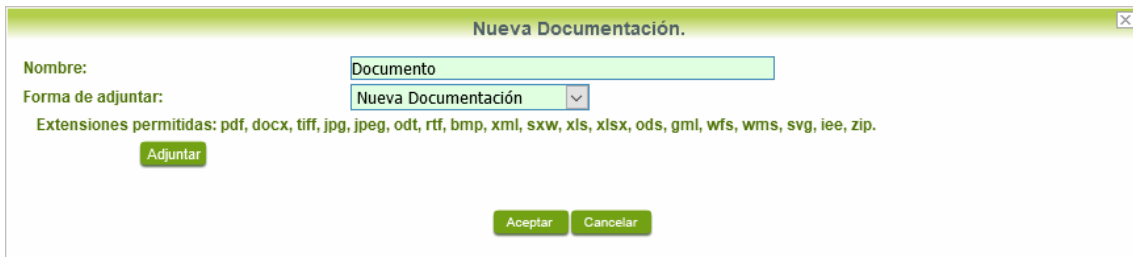 Nueva Documentación.
Nombre: Documento
Forma de adjuntar: Nueva Documentación
Extensiones permitidas: pdf, docx, tiff, jpg, jpeg, odt, rtf, bmp, xml, sxw, xls, xlsx, ods, gml, wfs, wms, svg, iee, zip.
Adjuntar
Aceptar Cancelar